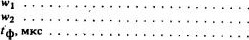 w₁ . . . . . . . . . . . . . . . . . . . . . . . .
w₂ . . . . . . . . . . . . . . . . . . . . . . . .
tф, мкс . . . . . . . . . . . . . . . . . . . .